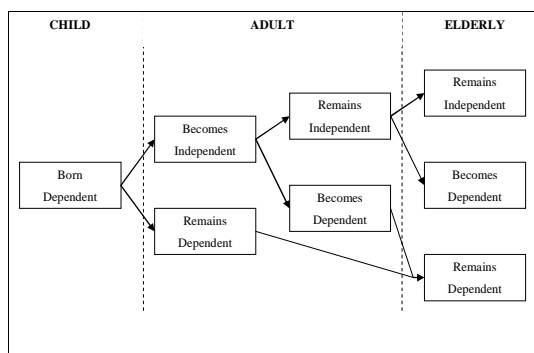 CHILD
ADULT
ELDERLY
Born
Dependent
Becomes
Independent
Remains
Dependent
Remains
Independent
Becomes
Dependent
Remains
Independent
Becomes
Dependent
Remains
Dependent